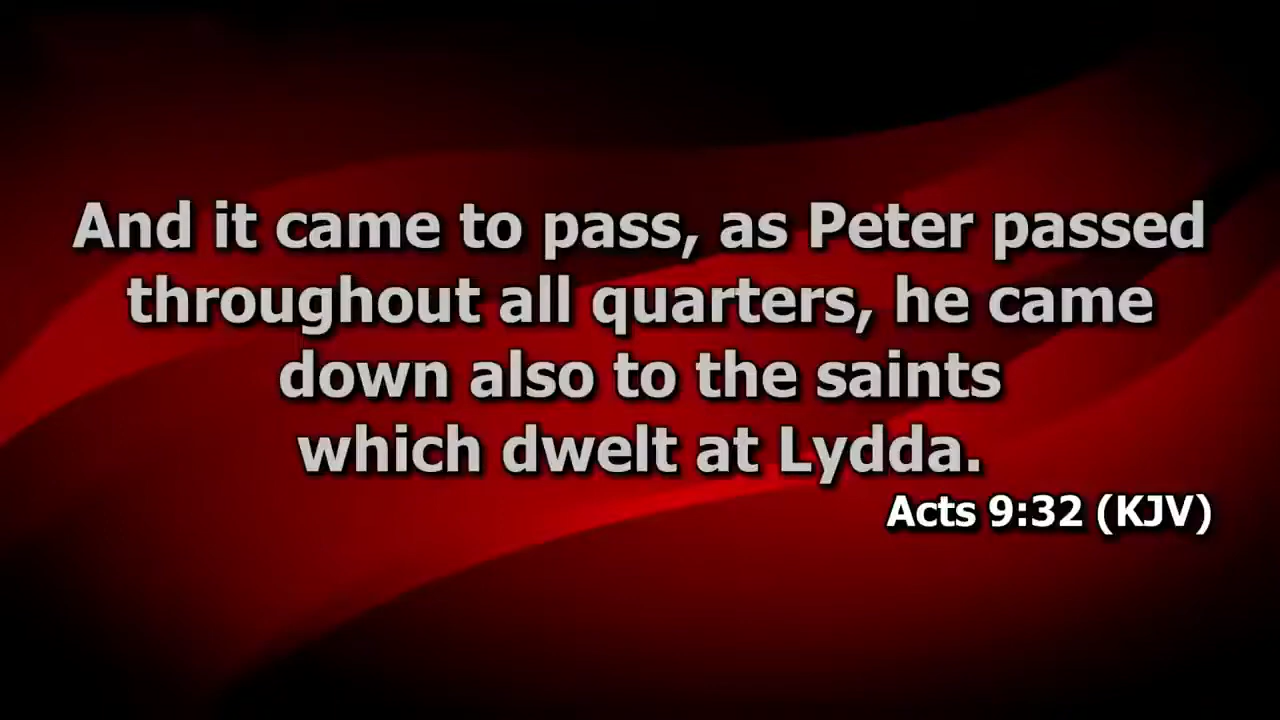 And it came to pass, as Peter passed
throughout all quarters, he came
down also to the saints
which dwelt at Lydda.
Acts 9:32 (KJV)